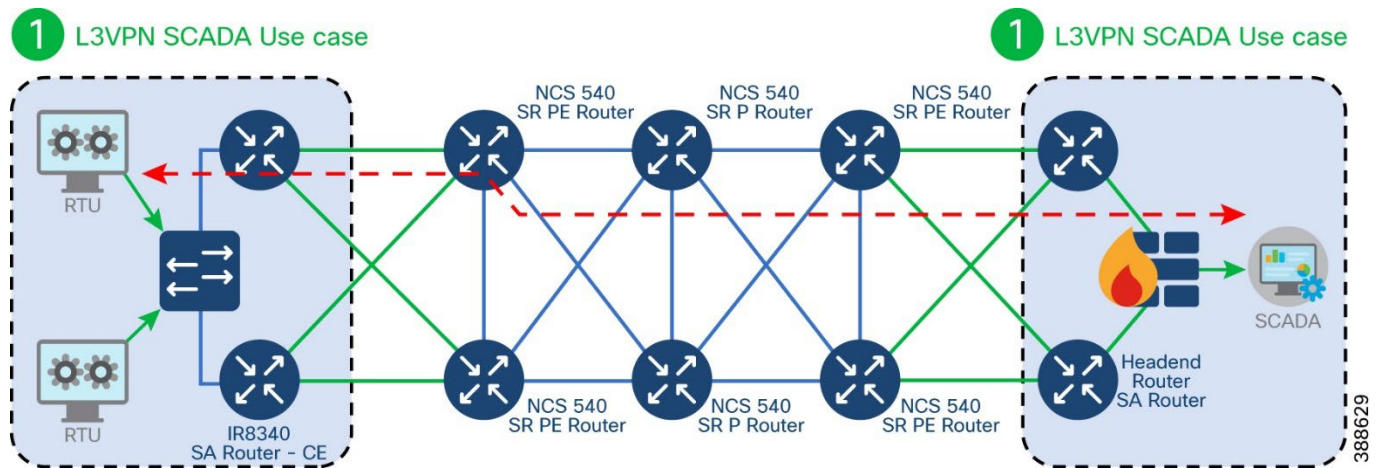 1 L3VPN SCADA Use case
1 L3VPN SCADA Use case
NCS 540
SR PE Router
NCS 540
SR P Router
NCS 540
SR PE Router
RTU
SCADA
RTU
IR8340
SA Router - CE
NCS 540
SR PE Router
NCS 540
SR P Router
NCS 540
SR PE Router
Headend
Router
SA Router
388629